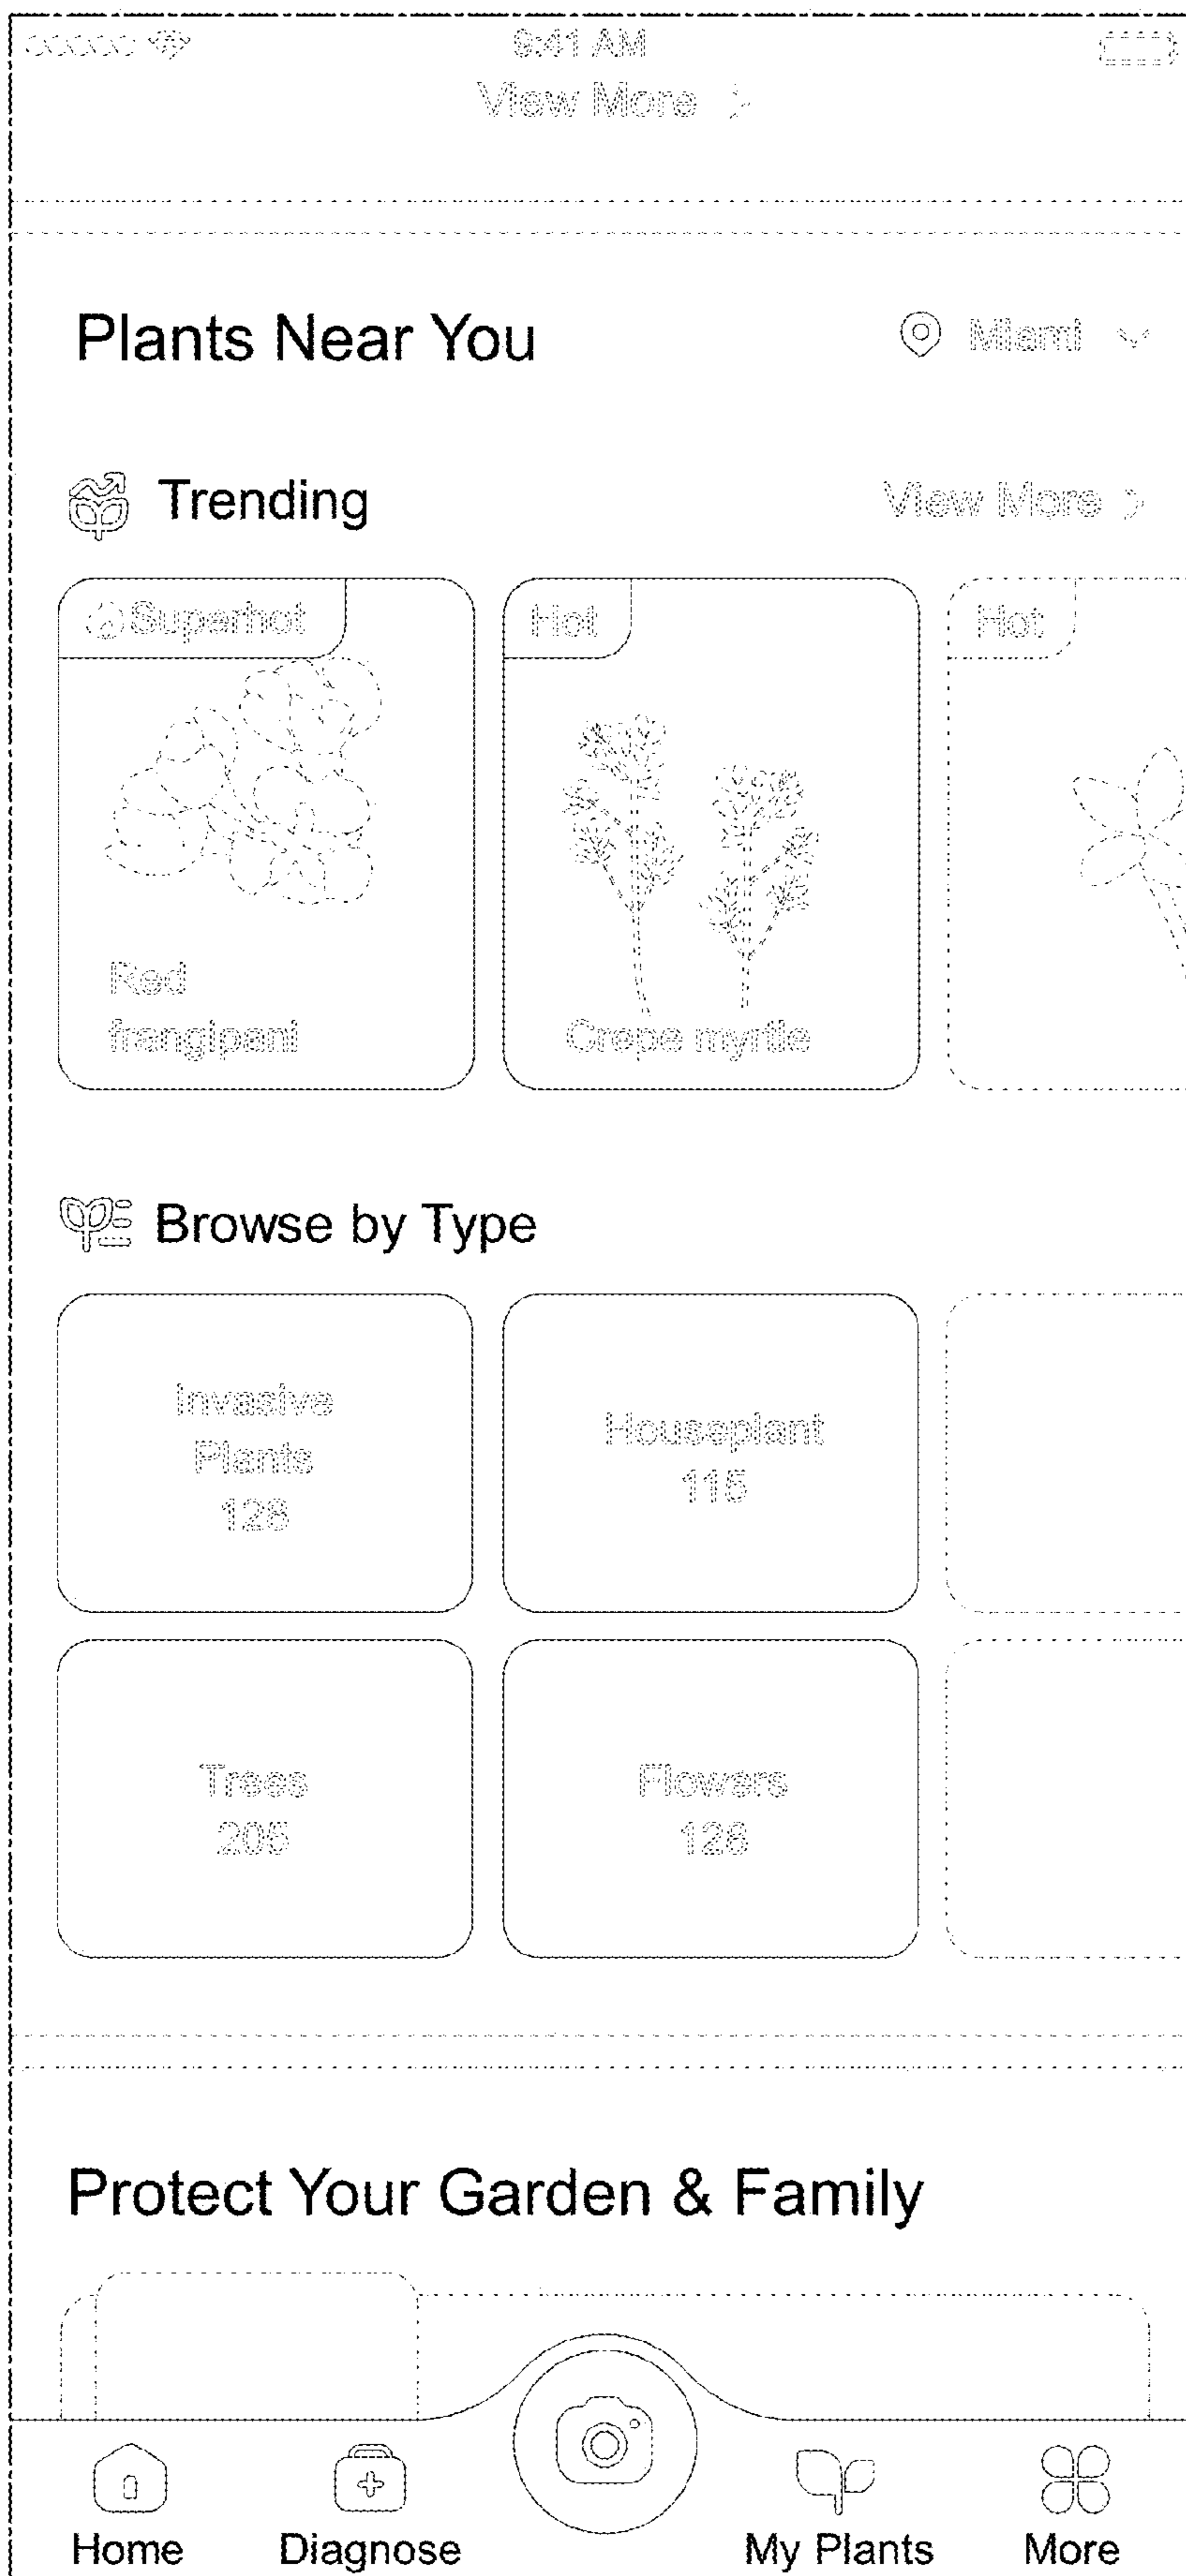 9:41 AM
View More
Plants Near You
Miami
Trending
View More
Superhot
Hot
Hot
Red
frangipani
Crepe myrtle
Browse by Type
Invasive
Plants
128
Houseplant
115
Trees
205
Flowers
128
Protect Your Garden & Family
Home
Diagnose
My Plants
More